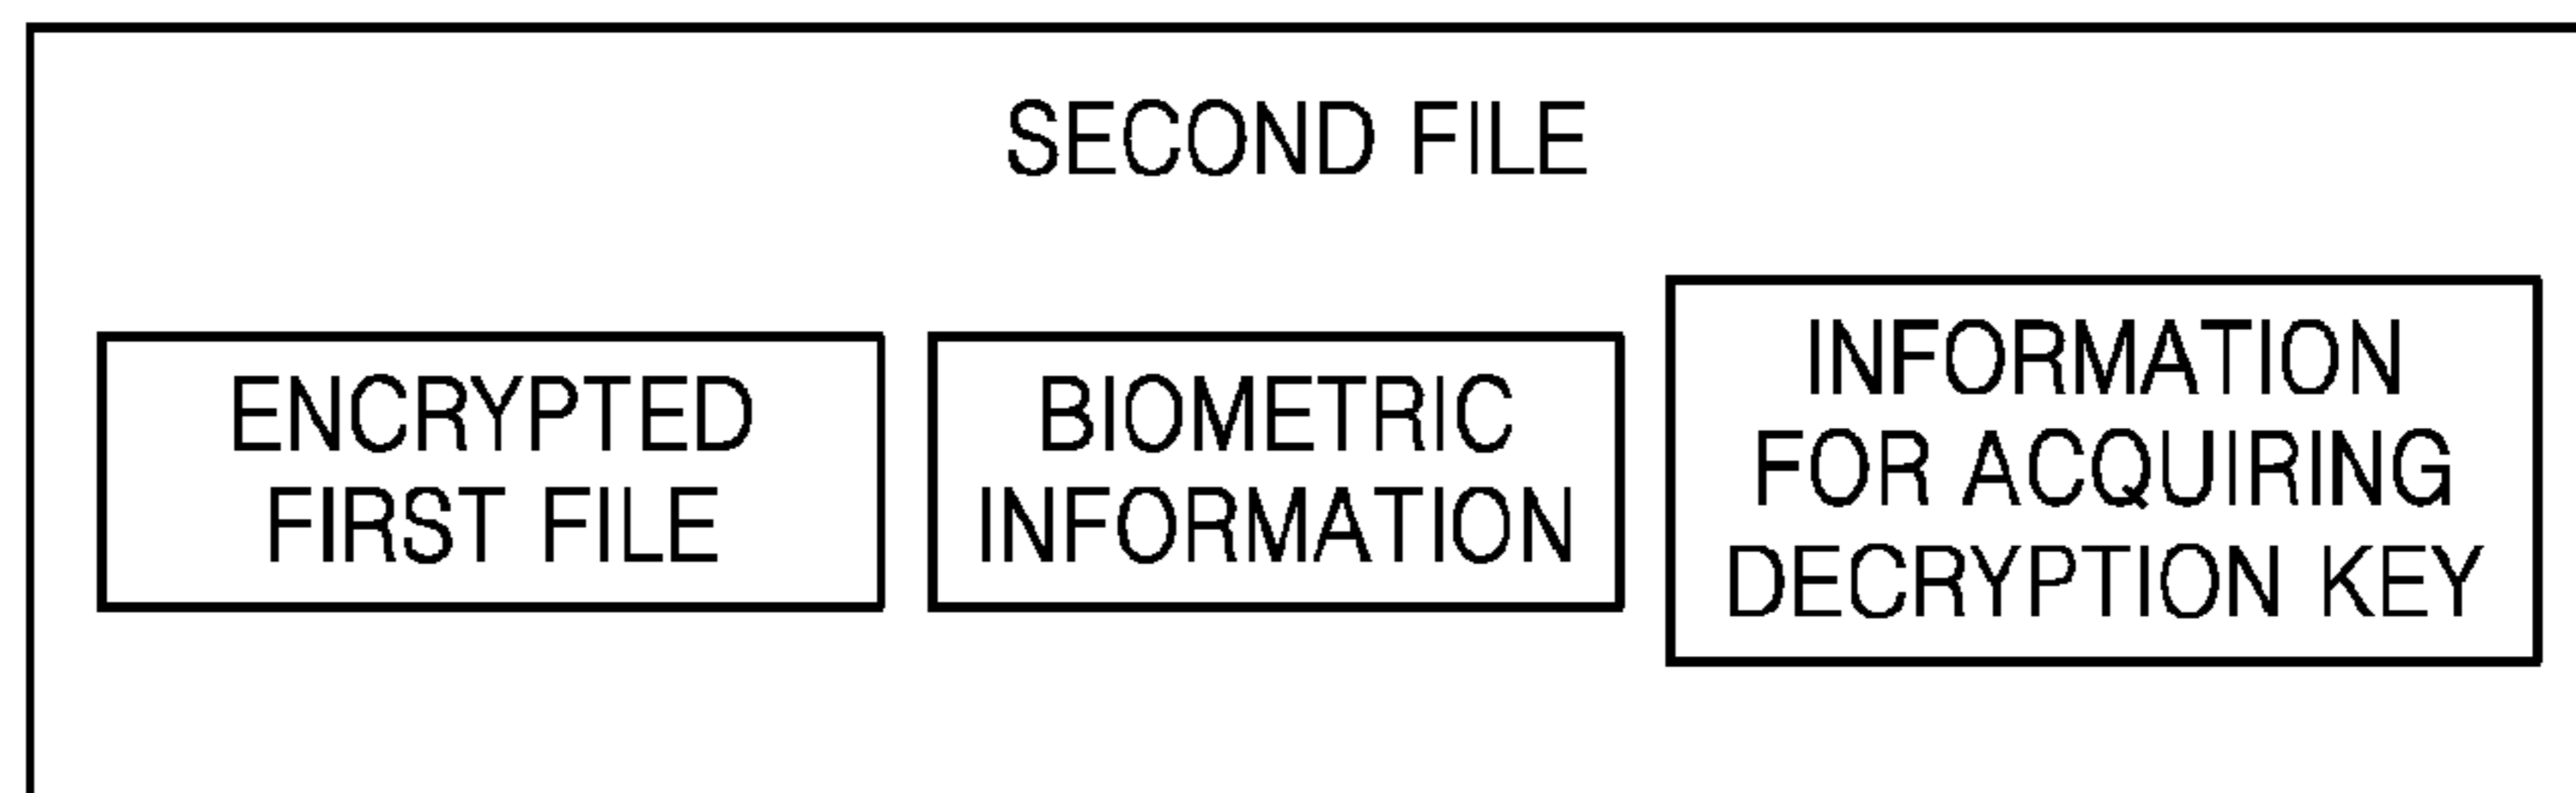 SECOND FILE
ENCRYPTED
FIRST FILE
BIOMETRIC
INFORMATION
INFORMATION
FOR ACQUIRING
DECRYPTION KEY